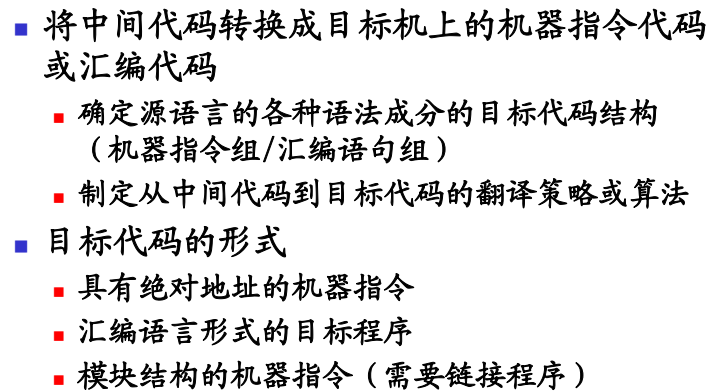 将中间代码转换成目标机上的机器指令代码
或汇编代码
确定源语言的各种语法成分的目标代码结构
（机器指令组/汇编语句组）
制定从中间代码到目标代码的翻译策略或算法
目标代码的形式
具有绝对地址的机器指令
汇编语言形式的目标程序
模块结构的机器指令（需要链接程序）